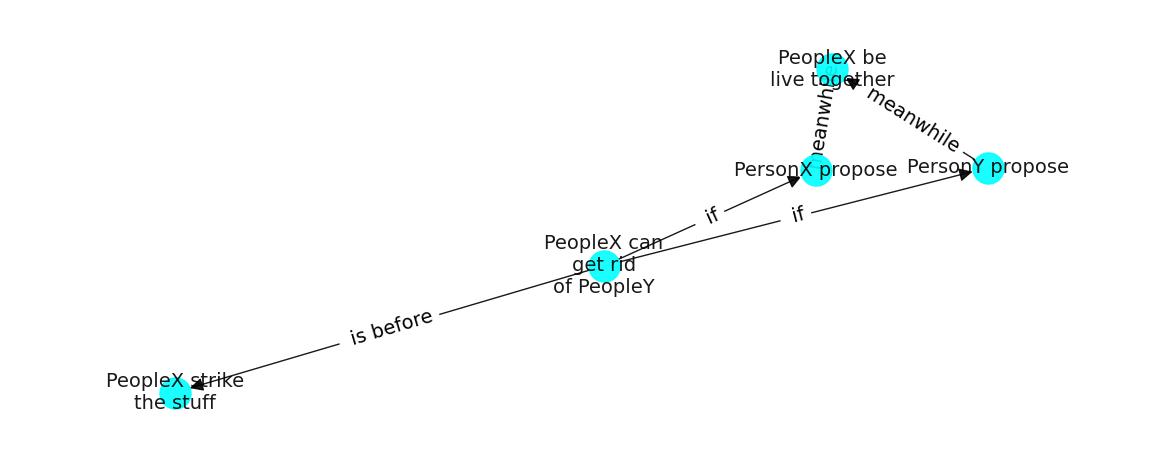 PeopleX be
live together
meanwhile
PersonX propose
PersonY propose
if
if
PeopleX can
get rid
of PeopleY
is before
PeopleX strike
the stuff